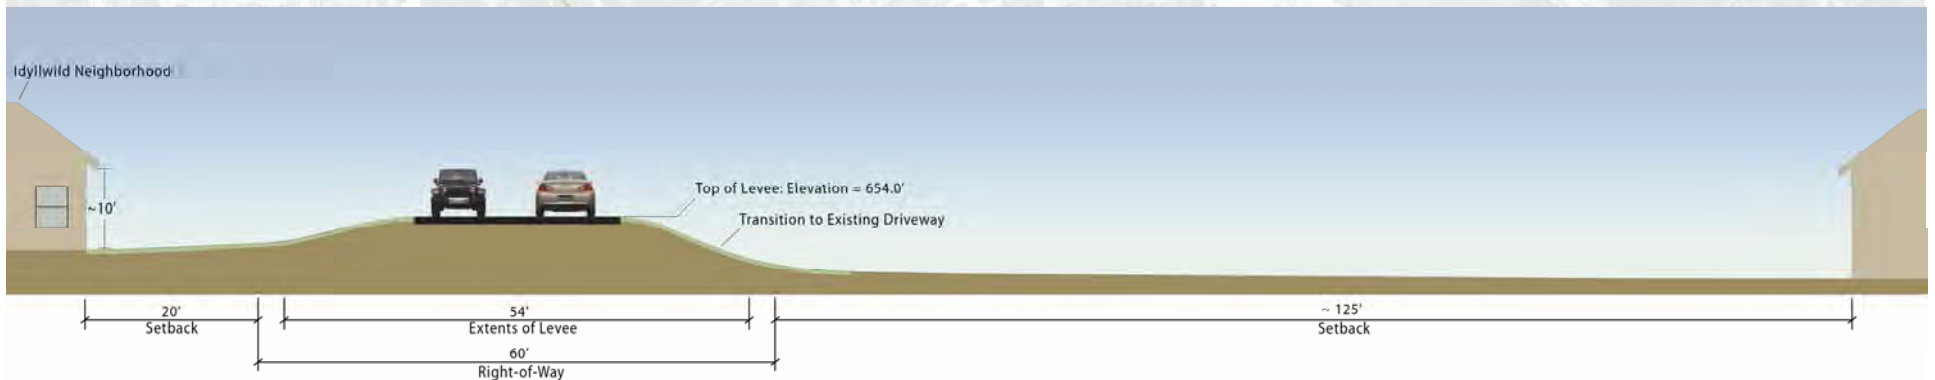 Idyllwild Neighborhood
~10'
Top of Levee: Elevation = 654.0'
Transition to Existing Driveway
20'
Setback
54'
Extents of Levee
~ 125'
Setback
60'
Right-of-Way